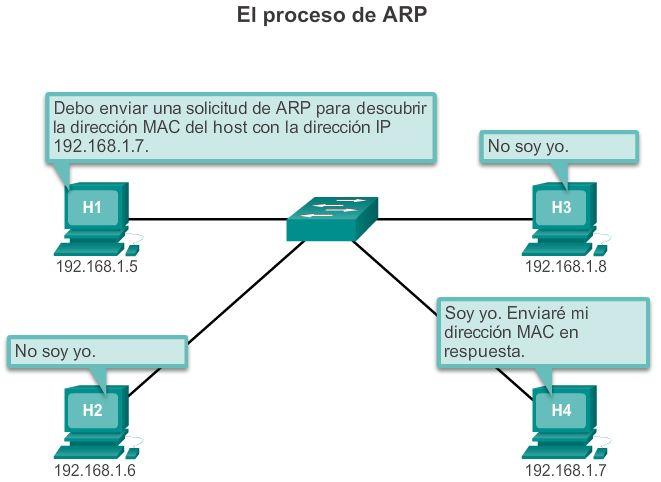 El proceso de ARP
Debo enviar una solicitud de ARP para descubrir
la dirección MAC del host con la dirección IP
192.168.1.7.
No soy yo.
H1
H3
192.168.1.5
192.168.1.8
Soy yo. Enviaré mi
dirección MAC en
respuesta.
No soy yo.
H2
H4
192.168.1.6
192.168.1.7